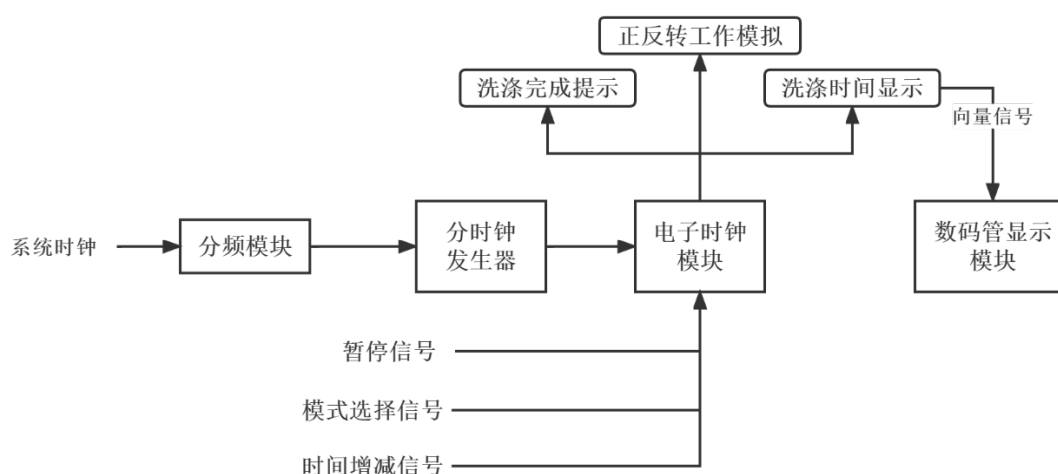 正反转工作模拟
洗涤完成提示
洗涤时间显示
向量信号
系统时钟
分频模块
分时钟
发生器
电子时钟
模块
数码管显示
模块
暂停信号
模式选择信号
时间增减信号